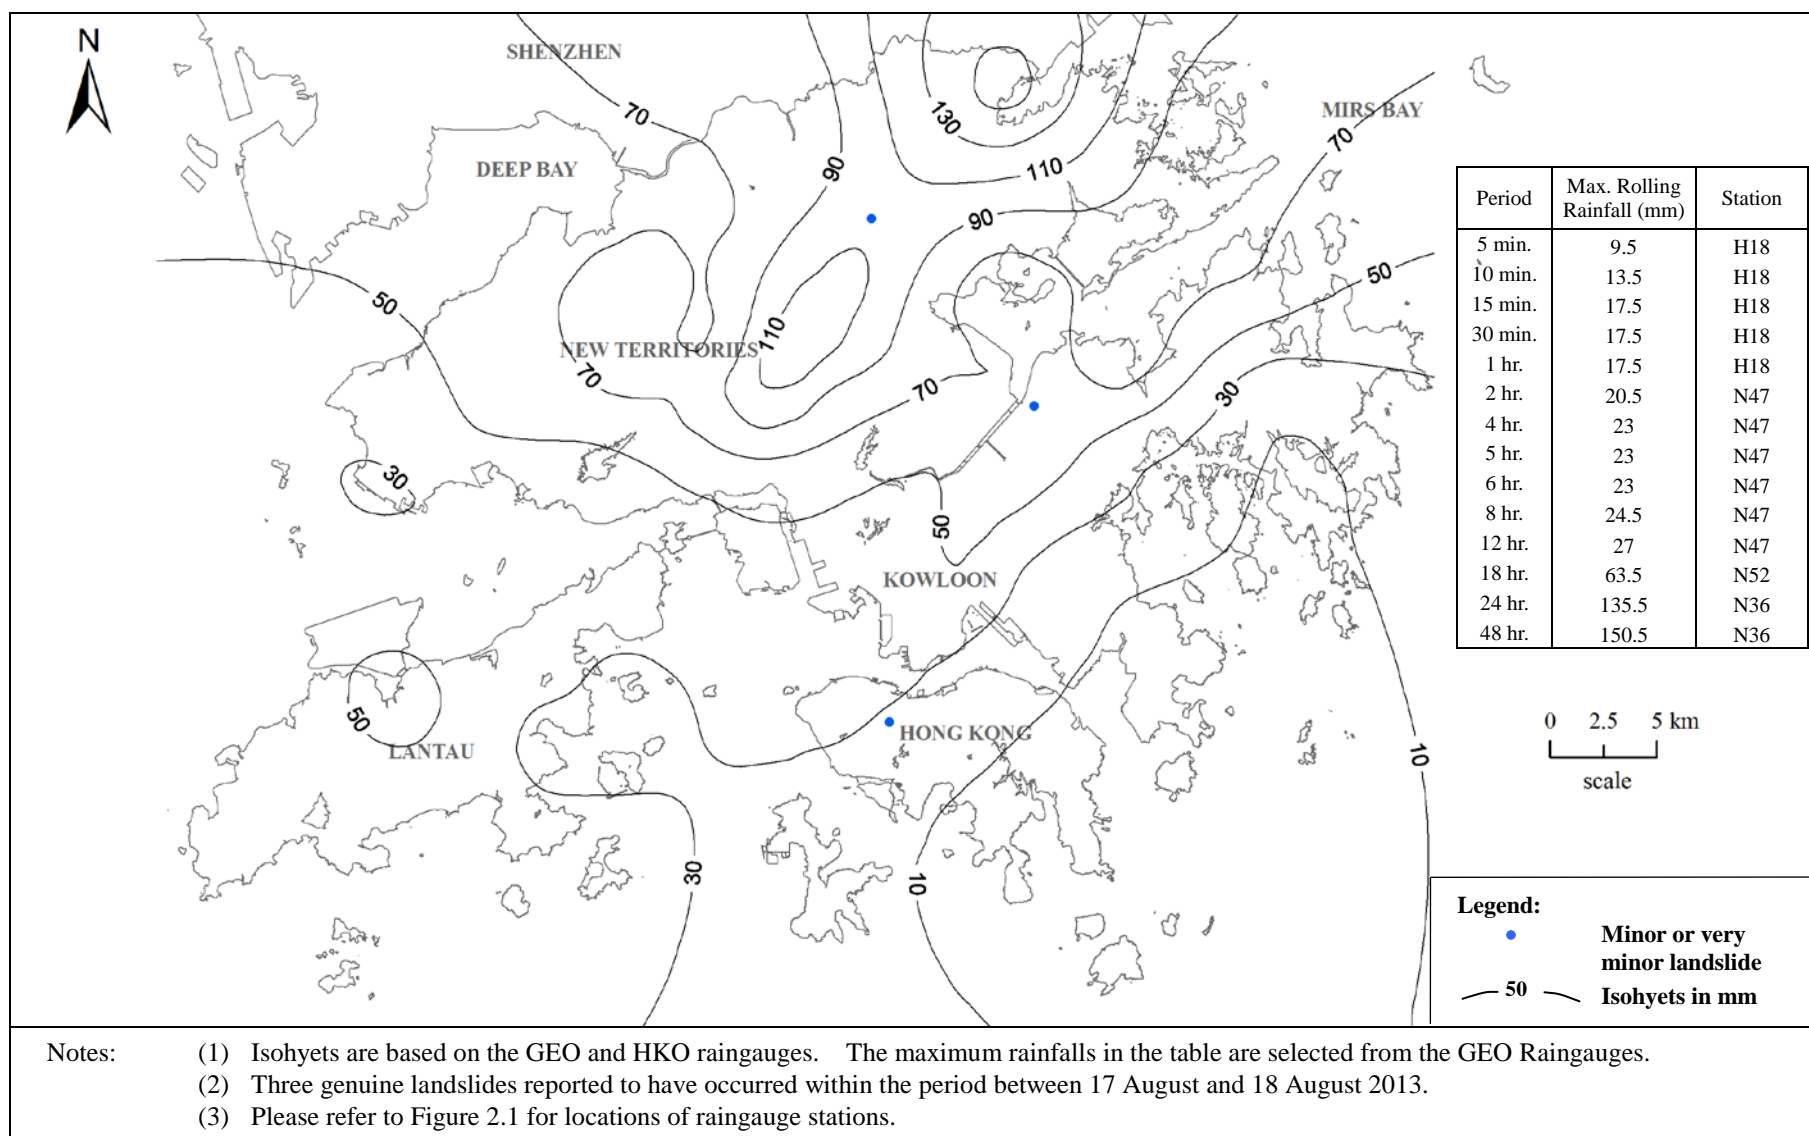 N
SHENZHEN
70
130
MIRS BAY
70
DEEP BAY
90
110
90
50
50
110
NEW TERRITORIES
70
70
30
30
50
KOWLOON
50
LANTAU
HONG KONG
10
30
10
Period Max. Rolling Rainfall (mm) Station
5 min. 9.5 H18
10 min. 13.5 H18
15 min. 17.5 H18
30 min. 17.5 H18
1 hr. 17.5 H18
2 hr. 20.5 N47
4 hr. 23 N47
5 hr. 23 N47
6 hr. 23 N47
8 hr. 24.5 N47
12 hr. 27 N47
18 hr. 63.5 N52
24 hr. 135.5 N36
48 hr. 150.5 N36
0 2.5 5 km
scale
Legend:
Minor or very
minor landslide
50 Isohyets in mm
Notes: (1) Isohyets are based on the GEO and HKO raingauges. The maximum rainfalls in the table are selected from the GEO Raingauges.
(2) Three genuine landslides reported to have occurred within the period between 17 August and 18 August 2013.
(3) Please refer to Figure 2.1 for locations of raingauge stations.